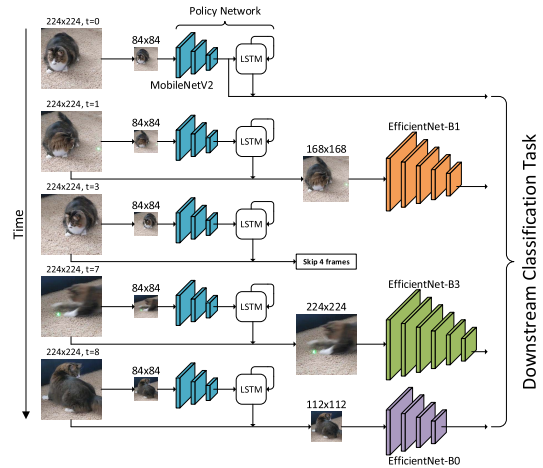 Policy Network
224x224, t=0
84x84
LSTM
MobileNetV2
224x224, t=1
84x84
LSTM
168x168
EfficientNet-B1
224x224, t=3
84x84
LSTM
Skip 4 frames
224x224, t=7
84x84
LSTM
224x224
EfficientNet-B3
224x224, t=8
84x84
LSTM
112x112
EfficientNet-B0
Time
Downstream Classification Task